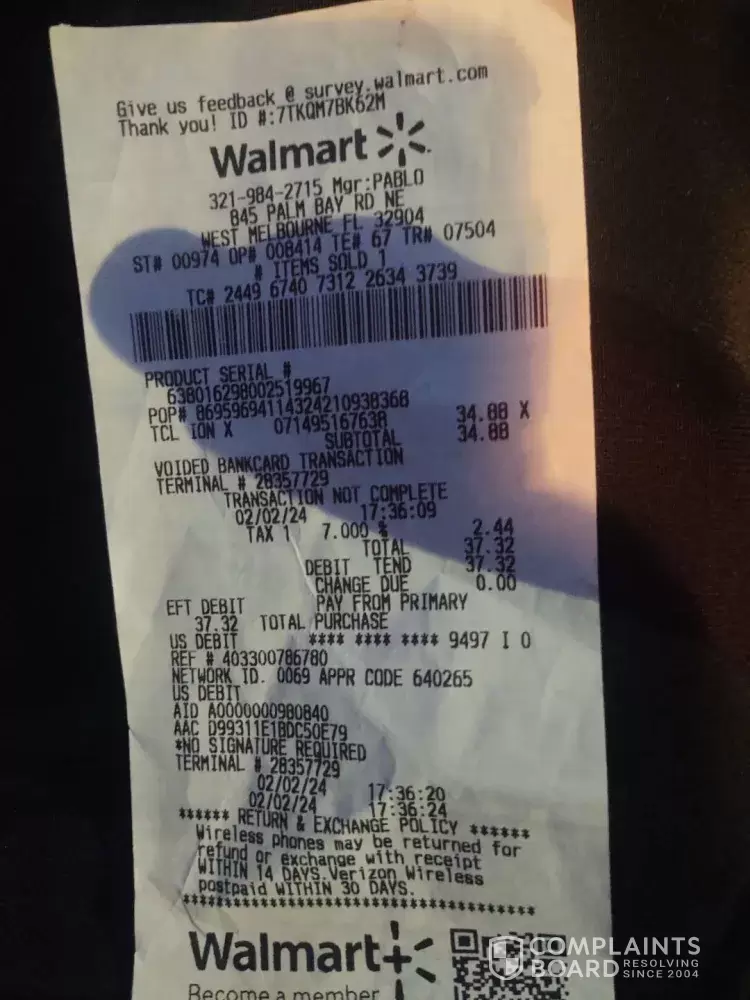 Give us feedback @ survey.walmart.com
Thank you! ID #:7TKQM7BK62M
Walmart
321-984-2715 Mgr:PABLO
845 PALM BAY RD NE
WEST MELBOURNE FL 32904
ST# 00974 OP# 008414 TE# 67 TR# 07504
# ITEMS SOLD 1
TC# 2449 6740 7312 2634 3739
PRODUCT SERIAL #
638016298002519967
POP# 86959694114324210938368
TCL ION X 071495167638 34.88 X
SUBTOTAL 34.88
VOIDED BANKCARD TRANSACTION
TERMINAL # 28357729
TRANSACTION NOT COMPLETE
02/02/24 17:36:09
TAX 1 7.000 % 2.44
TOTAL 37.32
DEBIT TEND 37.32
CHANGE DUE 0.00
EFT DEBIT PAY FROM PRIMARY
37.32 TOTAL PURCHASE
US DEBIT **** **** **** 9497 I 0
REF # 403300786780
NETWORK ID. 0069 APPR CODE 640265
US DEBIT
AID A0000000980840
AAC D99311E1BDC50E79
*NO SIGNATURE REQUIRED
TERMINAL # 28357729
02/02/24 17:36:20
02/02/24 17:36:24
****** RETURN & EXCHANGE POLICY ******
Wireless phones may be returned for
refund or exchange with receipt
WITHIN 14 DAYS.Verizon Wireless
postpaid WITHIN 30 DAYS.
***************************************
Walmart+
Become a member
COMPLAINTS
BOARD RESOLVING
SINCE 2004